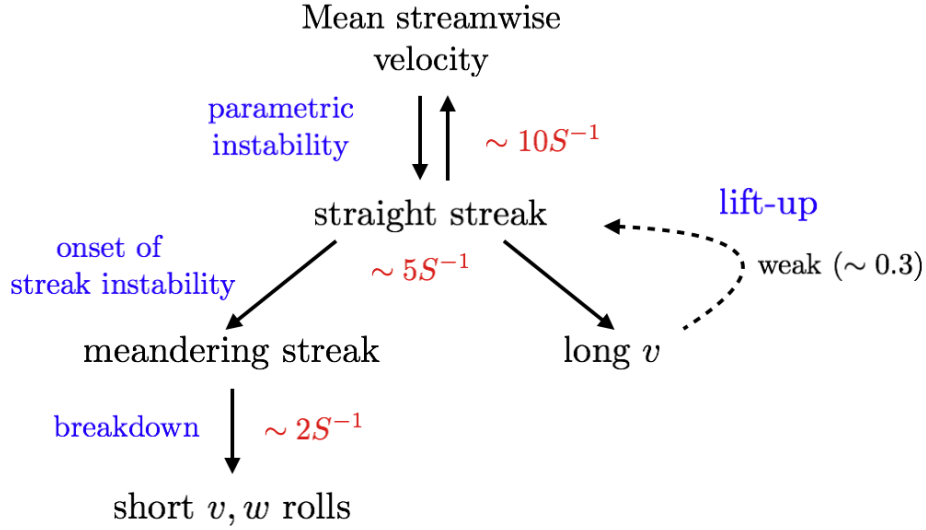 Mean streamwise
velocity
parametric
instability
∼ 10S⁻¹
straight streak
lift-up
onset of
streak instability
∼ 5S⁻¹
weak (∼ 0.3)
meandering streak
long v
breakdown
∼ 2S⁻¹
short v, w rolls